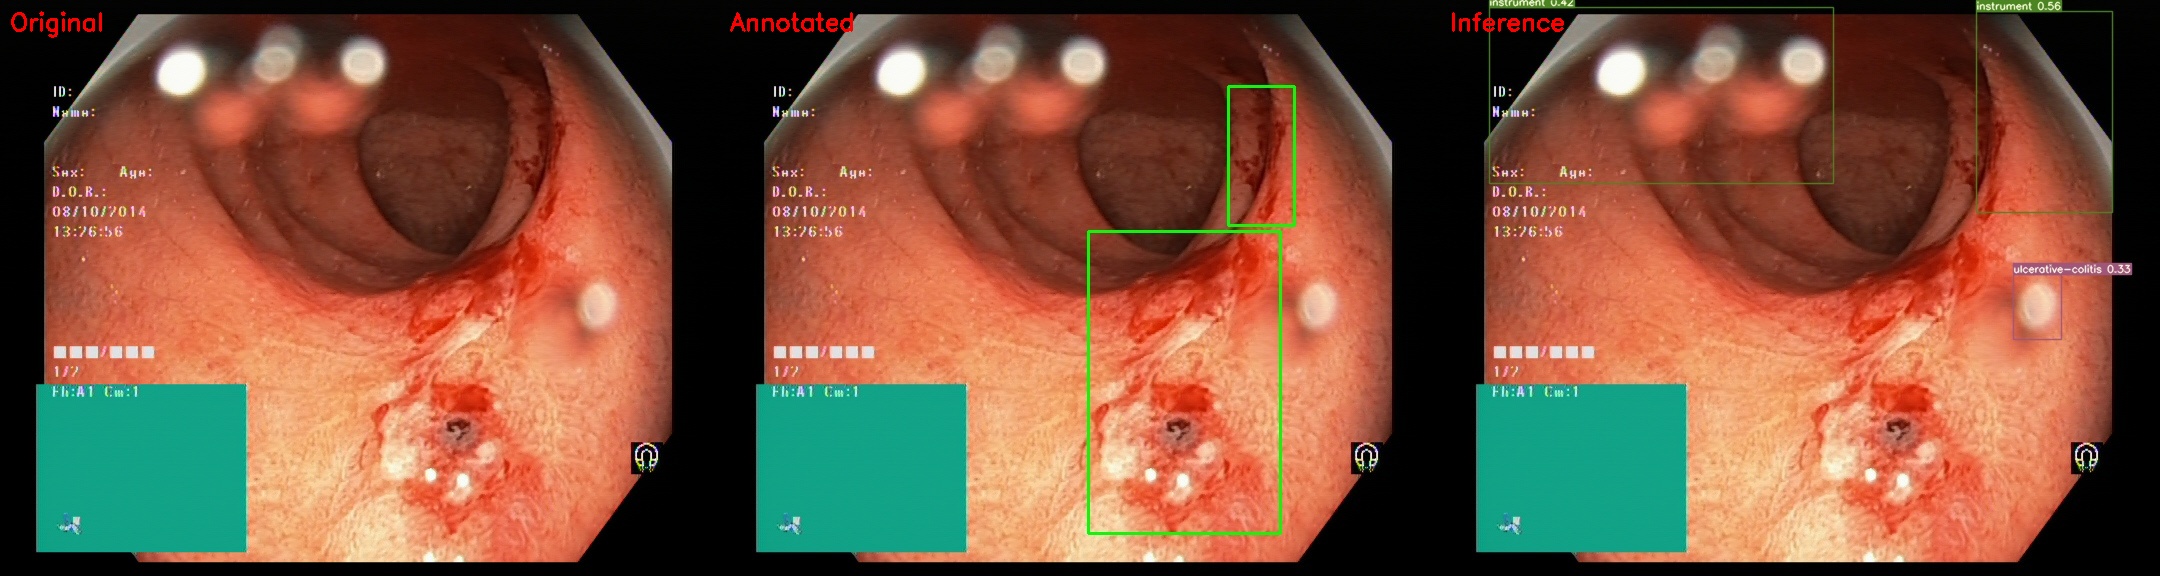 Original
ID:
Name:
Sex: Age:
D.O.B.:
08/10/2014
13:26:56
1/2
Eh:A1 Cm:1
Annotated
ID:
Name:
Sex: Age:
D.O.B.:
08/10/2014
13:26:56
1/2
Eh:A1 Cm:1
Inference
instrument 0.42
instrument 0.56
ID:
Name:
Sex: Age:
D.O.B.:
08/10/2014
13:26:56
ulcerative-colitis 0.33
1/2
Eh:A1 Cm:1